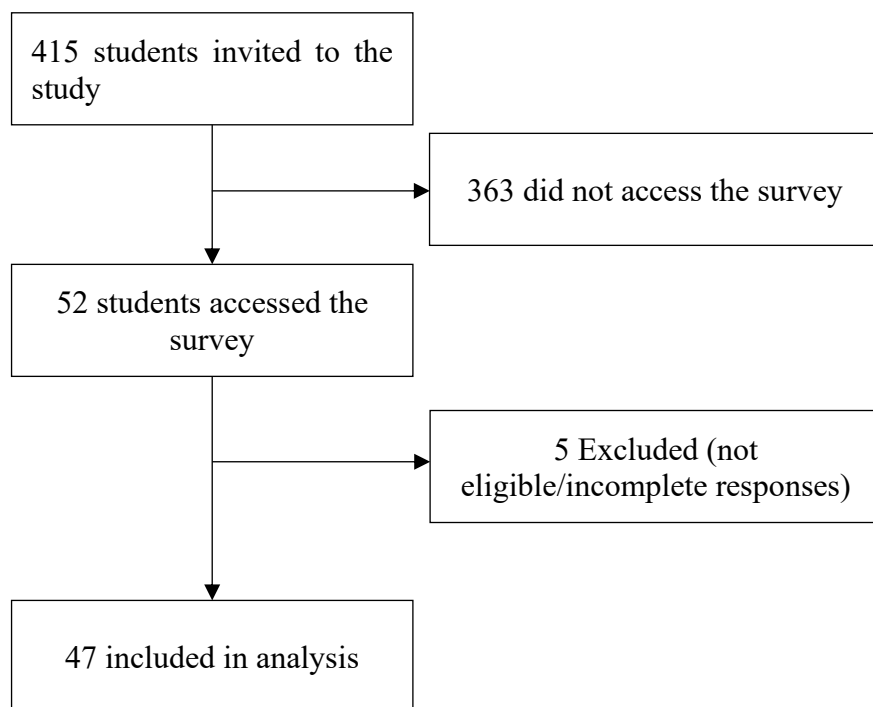 415 students invited to the
study
363 did not access the survey
52 students accessed the
survey
5 Excluded (not
eligible/incomplete responses)
47 included in analysis